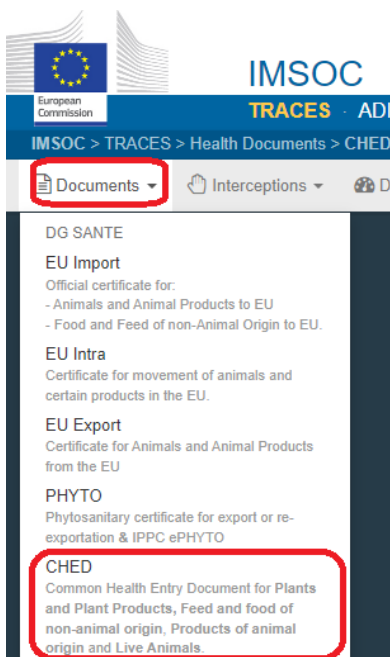 IMSOC
European
Commission
TRACES · ADI
IMSOC > TRACES > Health Documents > CHED
Documents Interceptions D
DG SANTE
EU Import
Official certificate for:
- Animals and Animal Products to EU
- Food and Feed of non-Animal Origin to EU.
EU Intra
Certificate for movement of animals and
certain products in the EU.
EU Export
Certificate for Animals and Animal Products
from the EU
PHYTO
Phytosanitary certificate for export or re-
exportation & IPPC ePHYTO
CHED
Common Health Entry Document for Plants
and Plant Products, Feed and food of
non-animal origin, Products of animal
origin and Live Animals.